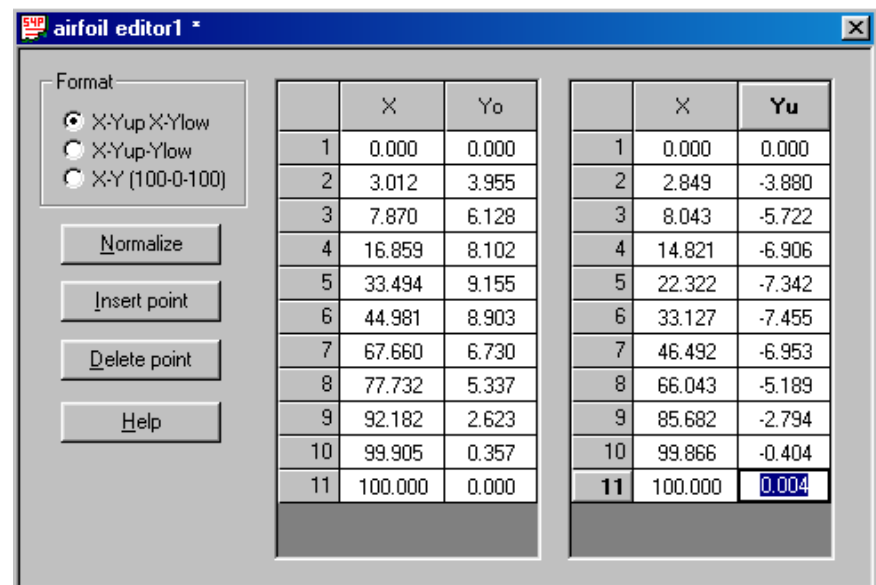 airfoil editor1 *
Format
X-Yup X-Ylow
X-Yup-Ylow
X-Y (100-0-100)
Normalize
Insert point
Delete point
Help
X Yo
1 0.000 0.000
2 3.012 3.955
3 7.870 6.128
4 16.859 8.102
5 33.494 9.155
6 44.981 8.903
7 67.660 6.730
8 77.732 5.337
9 92.182 2.623
10 99.905 0.357
11 100.000 0.000
X Yu
1 0.000 0.000
2 2.849 -3.880
3 8.043 -5.722
4 14.821 -6.906
5 22.322 -7.342
6 33.127 -7.455
7 46.492 -6.953
8 66.043 -5.189
9 85.682 -2.794
10 99.866 -0.404
11 100.000 0.004